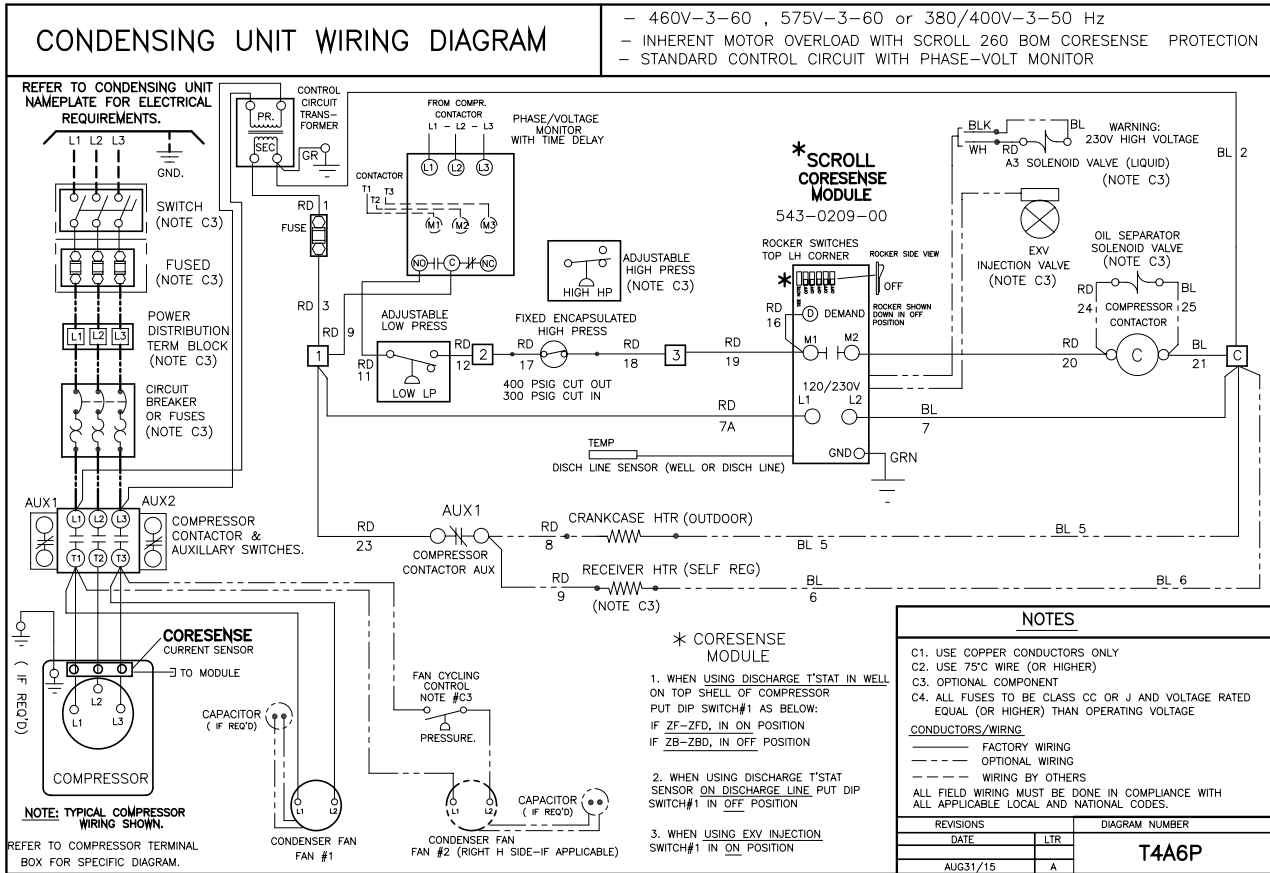 CONDENSING UNIT WIRING DIAGRAM
– 460V–3–60 , 575V–3–60 or 380/400V–3–50 Hz
– INHERENT MOTOR OVERLOAD WITH SCROLL 260 BOM CORESENSE PROTECTION
– STANDARD CONTROL CIRCUIT WITH PHASE–VOLT MONITOR
REFER TO CONDENSING UNIT
NAMEPLATE FOR ELECTRICAL
REQUIREMENTS.
L1 L2 L3
GND.
SWITCH
(NOTE C3)
FUSED
(NOTE C3)
L1 L2 L3
POWER
DISTRIBUTION
TERM BLOCK
(NOTE C3)
CIRCUIT
BREAKER
OR FUSES
(NOTE C3)
AUX1
AUX2
L1 L2 L3
T1 T2 T3
COMPRESSOR
CONTACTOR &
AUXILLARY SWITCHES.
PR.
SEC
CONTROL
CIRCUIT
TRANS–
FORMER
GR
RD 1
FUSE
RD 3
RD 9
1
FROM COMPR.
CONTACTOR
L1 – L2 – L3
PHASE/VOLTAGE
MONITOR
WITH TIME DELAY
L1 L2 L3
CONTACTOR
T1
T2
T3
M1 M2 M3
NO C NC
HIGH HP
ADJUSTABLE
HIGH PRESS
(NOTE C3)
ADJUSTABLE
LOW PRESS
RD
11
LOW LP
RD
12
2
FIXED ENCAPSULATED
HIGH PRESS
RD
17
RD
18
400 PSIG CUT OUT
300 PSIG CUT IN
3
RD
19
RD
7A
* SCROLL
CORESENSE
MODULE
543–0209–00
ROCKER SWITCHES
TOP LH CORNER
*
SEE NOTE
OFF
OFF
OFF
OFF
OFF
ROCKER SIDE VIEW
OFF
ROCKER SHOWN
DOWN IN OFF
POSITION
RD
16
D DEMAND
M1 M2
120/230V
L1 L2
GND
GRN
TEMP
DISCH LINE SENSOR (WELL OR DISCH LINE)
BLK
WH
RD
BL
WARNING:
230V HIGH VOLTAGE
A3 SOLENOID VALVE (LIQUID)
(NOTE C3)
BL 2
EXV
INJECTION VALVE
(NOTE C3)
OIL SEPARATOR
SOLENOID VALVE
(NOTE C3)
RD
24
BL
25
COMPRESSOR
CONTACTOR
C
RD
20
BL
21
C
BL
7
RD
23
AUX1
COMPRESSOR
CONTACTOR AUX
RD
8
CRANKCASE HTR (OUTDOOR)
BL 5
BL 5
RD
9
RECEIVER HTR (SELF REG)
(NOTE C3)
BL
6
BL 6
( IF REQ'D)
CORESENSE
CURRENT SENSOR
TO MODULE
L1
L2
L3
COMPRESSOR
NOTE: TYPICAL COMPRESSOR
WIRING SHOWN.
REFER TO COMPRESSOR TERMINAL
BOX FOR SPECIFIC DIAGRAM.
CAPACITOR
( IF REQ'D)
L1 L2
CONDENSER FAN
FAN #1
FAN CYCLING
CONTROL
NOTE #C3
PRESSURE.
L1 L2
CAPACITOR
( IF REQ'D)
CONDENSER FAN
FAN #2 (RIGHT H SIDE–IF APPLICABLE)
* CORESENSE
MODULE
1. WHEN USING DISCHARGE T'STAT IN WELL
ON TOP SHELL OF COMPRESSOR
PUT DIP SWITCH#1 AS BELOW:
IF ZF–ZFD, IN ON POSITION
IF ZB–ZBD, IN OFF POSITION
2. WHEN USING DISCHARGE T'STAT
SENSOR ON DISCHARGE LINE PUT DIP
SWITCH#1 IN OFF POSITION
3. WHEN USING EXV INJECTION
SWITCH#1 IN ON POSITION
NOTES
C1. USE COPPER CONDUCTORS ONLY
C2. USE 75°C WIRE (OR HIGHER)
C3. OPTIONAL COMPONENT
C4. ALL FUSES TO BE CLASS CC OR J AND VOLTAGE RATED
EQUAL (OR HIGHER) THAN OPERATING VOLTAGE
CONDUCTORS/WIRNG
FACTORY WIRING
OPTIONAL WIRING
WIRING BY OTHERS
ALL FIELD WIRING MUST BE DONE IN COMPLIANCE WITH
ALL APPLICABLE LOCAL AND NATIONAL CODES.
REVISIONS
DIAGRAM NUMBER
DATE
LTR
T4A6P
AUG31/15
A